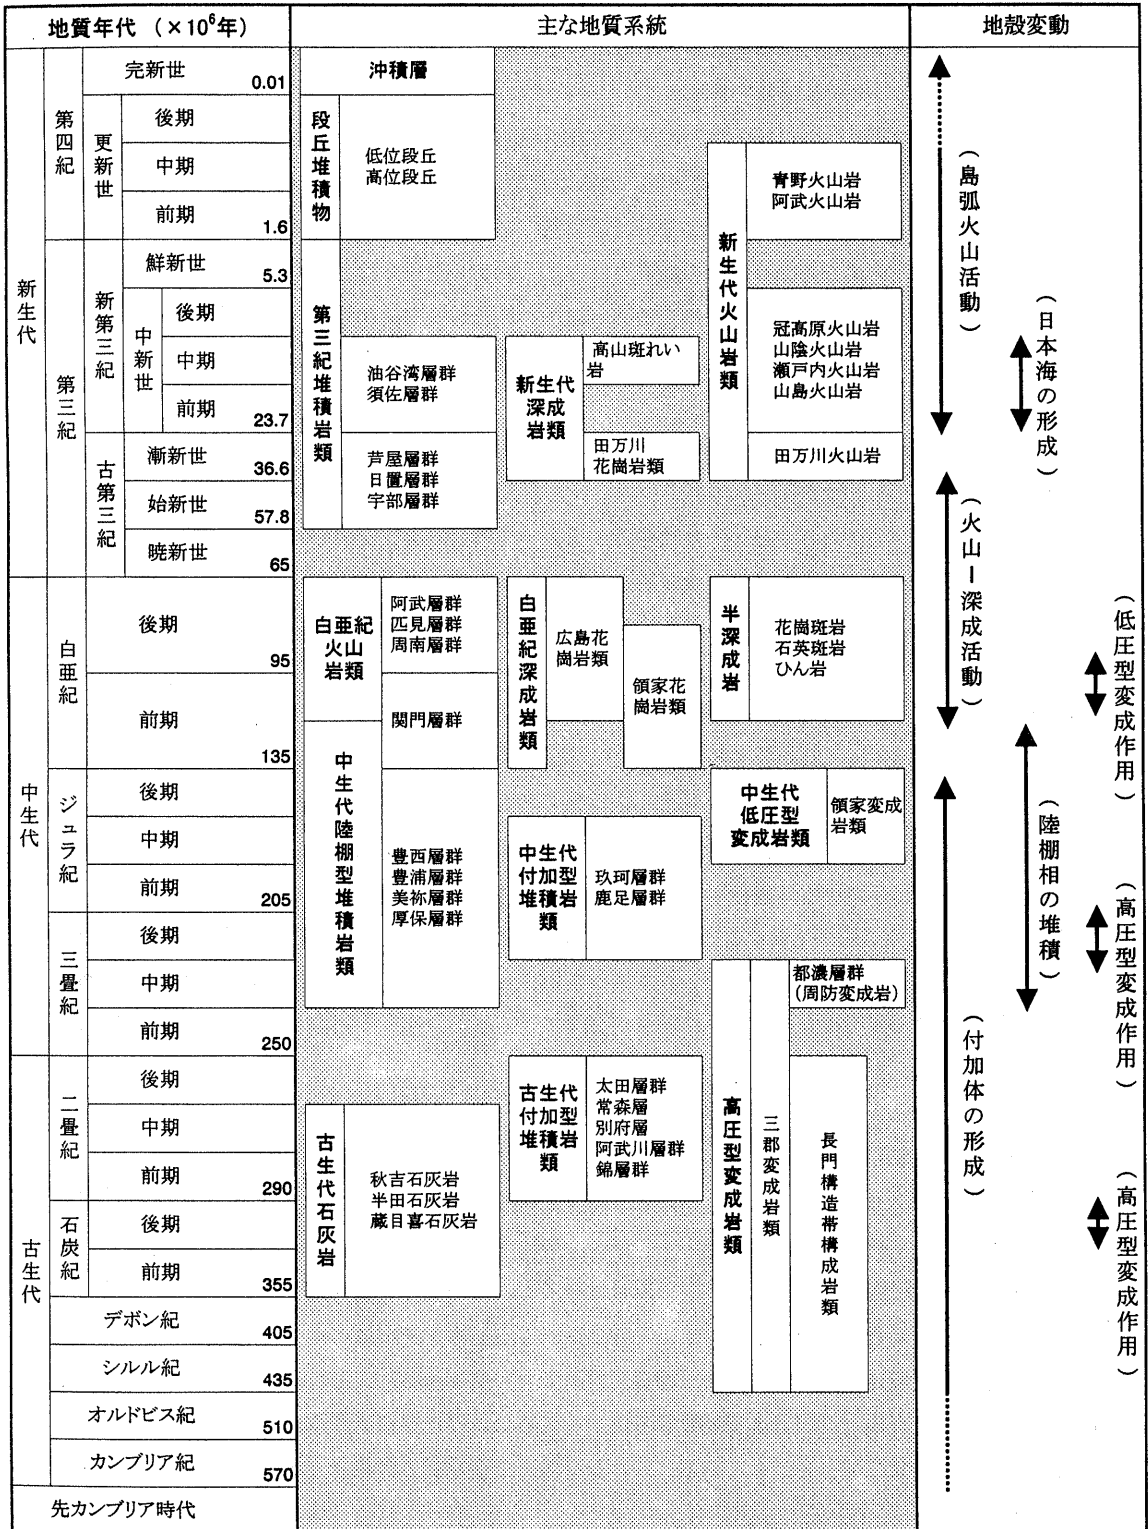 地質年代 (×10⁶年)
主な地質系統
地殻変動
新生代
第四紀
完新世
0.01
更新世
後期
中期
前期
1.6
第三紀
新第三紀
鮮新世
5.3
中新世
後期
中期
前期
23.7
古第三紀
漸新世
36.6
始新世
57.8
暁新世
65
中生代
白亜紀
後期
95
前期
135
ジュラ紀
後期
中期
前期
205
三畳紀
後期
中期
前期
250
古生代
二畳紀
後期
中期
前期
290
石炭紀
後期
前期
355
デボン紀
405
シルル紀
435
オルドビス紀
510
カンブリア紀
570
先カンブリア時代
沖積層
段丘堆積物
低位段丘
高位段丘
第三紀堆積岩類
油谷湾層群
須佐層群
芦屋層群
日置層群
宇部層群
新生代
深成
岩類
高山斑れい
岩
田万川
花崗岩類
新生代火山岩類
青野火山岩
阿武火山岩
冠高原火山岩
山陰火山岩
瀬戸内火山岩
山島火山岩
田万川火山岩
白亜紀
火山
岩類
阿武層群
匹見層群
周南層群
関門層群
白亜紀深成岩類
広島花
崗岩類
領家花
崗岩類
半深成岩
花崗斑岩
石英斑岩
ひん岩
中生代陸棚型堆積岩類
豊西層群
豊浦層群
美祢層群
厚保層群
中生代
付加型
堆積岩
類
玖珂層群
鹿足層群
中生代
低圧型
変成岩類
領家変成
岩類
古生代石灰岩
秋吉石灰岩
半田石灰岩
蔵目喜石灰岩
古生代
付加型
堆積岩
類
太田層群
常森層
別府層
阿武川層群
錦層群
高圧型変成岩類
三郡変成岩類
都濃層群
(周防変成岩)
長門構造帯構成岩類
(島弧火山活動)
(日本海の形成)
(火山ー深成活動)
(低圧型変成作用)
(陸棚相の堆積)
(高圧型変成作用)
(付加体の形成)
(高圧型変成作用)